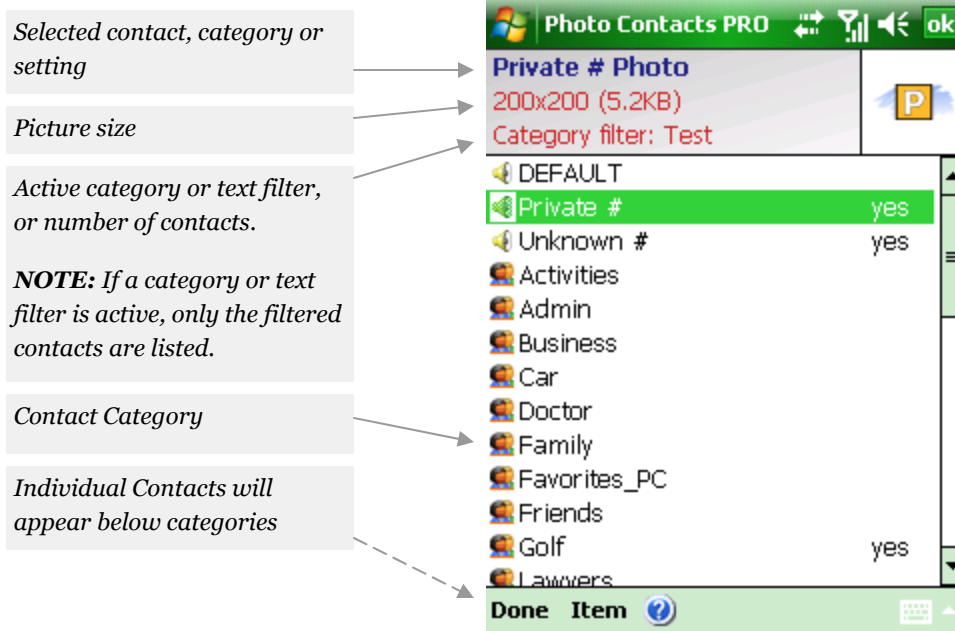 Selected contact, category or
setting
Picture size
Active category or text filter,
or number of contacts.
NOTE: If a category or text
filter is active, only the filtered
contacts are listed.
Contact Category
Individual Contacts will
appear below categories
Photo Contacts PRO ok
Private # Photo
200x200 (5.2KB)
Category filter: Test
P
DEFAULT
Private # yes
Unknown # yes
Activities
Admin
Business
Car
Doctor
Family
Favorites_PC
Friends
Golf yes
Lawyers
Done Item ?